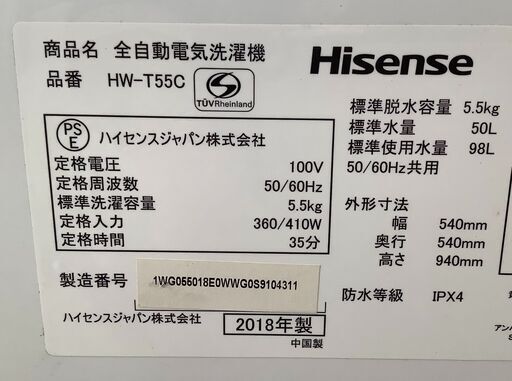 商品名 全自動電気洗濯機
品番 HW-T55C
TÜVRheinland
Hisense
PSE
ハイセンスジャパン株式会社
定格電圧 100V
定格周波数 50/60Hz
標準洗濯容量 5.5kg
定格入力 360/410W
定格時間 35分
標準脱水容量 5.5kg
標準水量 50L
標準使用水量 98L
50/60Hz共用
外形寸法
幅 540mm
奥行 540mm
高さ 940mm
製造番号 1WG055018E0WWG0S9104311
防水等級 IPX4
ハイセンスジャパン株式会社 2018年製
中国製
アンバ